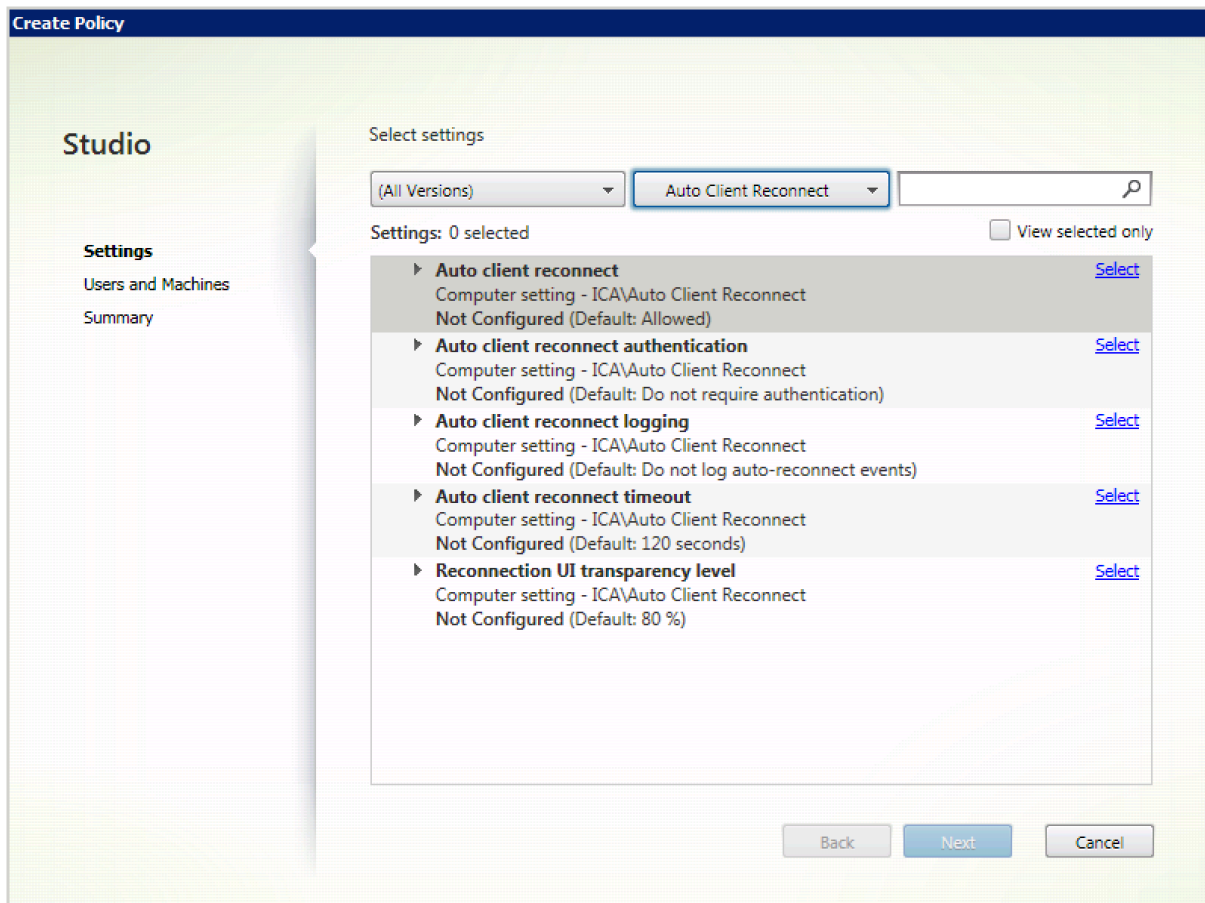 Create Policy
Studio
Settings
Users and Machines
Summary
Select settings
(All Versions)
Auto Client Reconnect
Settings: 0 selected
View selected only
Auto client reconnect
Select
Computer setting - ICA\Auto Client Reconnect
Not Configured (Default: Allowed)
Auto client reconnect authentication
Select
Computer setting - ICA\Auto Client Reconnect
Not Configured (Default: Do not require authentication)
Auto client reconnect logging
Select
Computer setting - ICA\Auto Client Reconnect
Not Configured (Default: Do not log auto-reconnect events)
Auto client reconnect timeout
Select
Computer setting - ICA\Auto Client Reconnect
Not Configured (Default: 120 seconds)
Reconnection UI transparency level
Select
Computer setting - ICA\Auto Client Reconnect
Not Configured (Default: 80 %)
Back
Next
Cancel